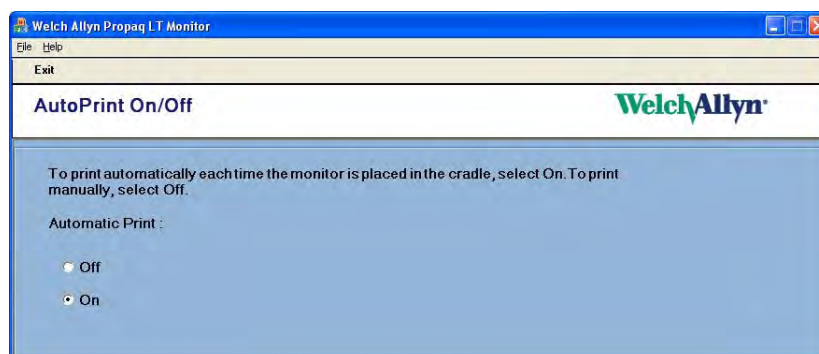 Welch Allyn Propaq LT Monitor
File Help
Exit
AutoPrint On/Off
WelchAllyn
To print automatically each time the monitor is placed in the cradle, select On. To print
manually, select Off.
Automatic Print :
Off
On